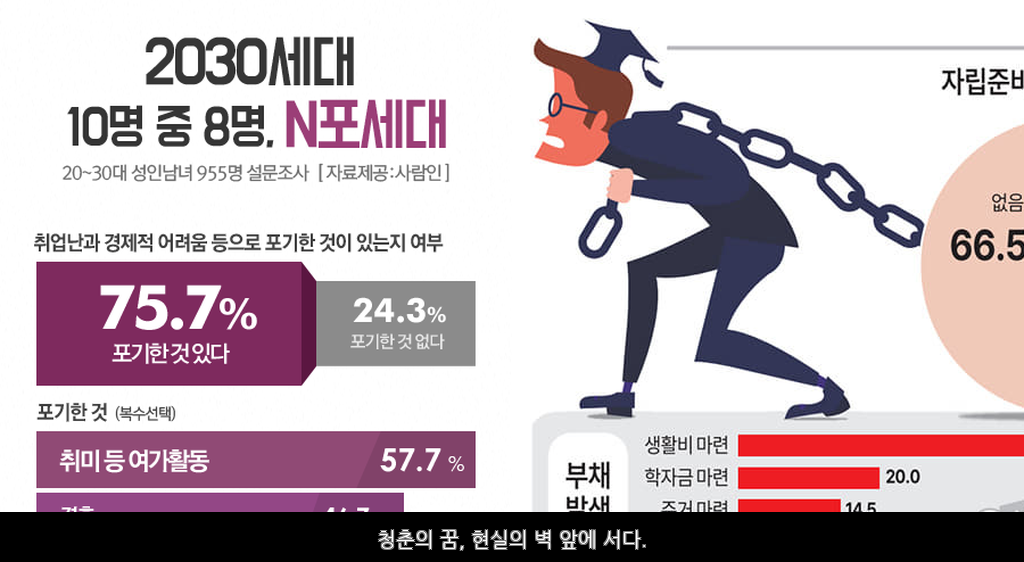 2030세대
10명 중 8명, N포세대
20~30대 성인남녀 955명 설문조사 [자료제공:사람인]
취업난과 경제적 어려움 등으로 포기한 것이 있는지 여부
75.7%
포기한 것 있다
24.3%
포기한 것 없다
포기한 것 (복수선택)
취미 등 여가활동
57.7 %
자립준비
없음
66.5
부채
발생
생활비 마련
학자금 마련
20.0
주거 마련
14.5
청춘의 꿈, 현실의 벽 앞에 서다.